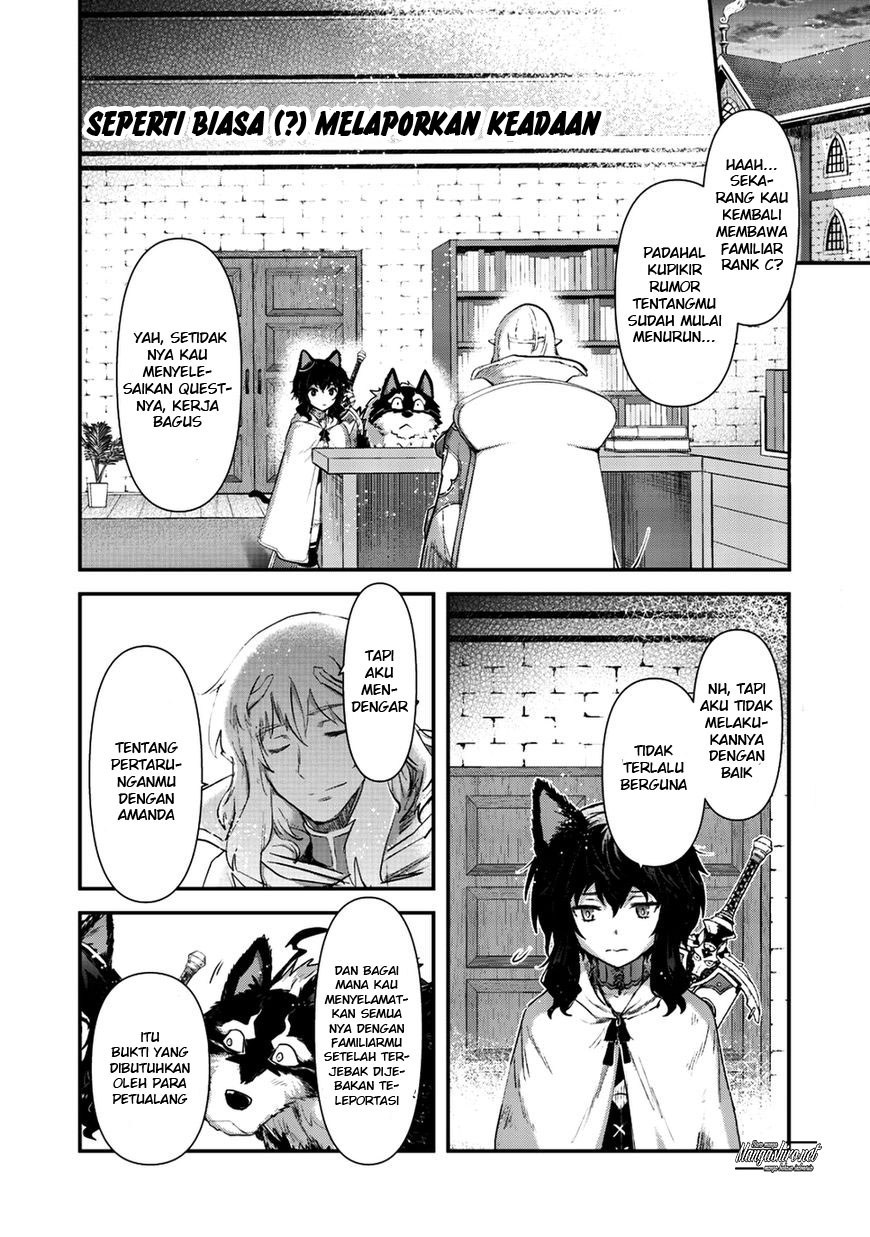 SEPERTI BIASA (?) MELAPORKAN KEADAAN
HAAH...
SEKA-
RANG KAU
KEMBALI
MEMBAWA
FAMILIAR
RANK C?
PADAHAL
KUPIKIR
RUMOR
TENTANGMU
SUDAH MULAI
MENURUN...
YAH, SETIDAK
NYA KAU
MENYELE-
SAIKAN QUEST-
NYA, KERJA
BAGUS
NH, TAPI
AKU TIDAK
MELAKU-
KANNYA
DENGAN
BAIK
TIDAK
TERLALU
BERGUNA
TAPI
AKU
MEN-
DENGAR
TENTANG
PERTARU-
NGANMU
DENGAN
AMANDA
DAN BAGAI
MANA KAU
MENYELAMAT-
KAN SEMUA
NYA DENGAN
FAMILIARMU
SETELAH TER-
JEBAK DIJE-
BAKAN TE-
LEPORTASI
ITU
BUKTI YANG
DIBUTUHKAN
OLEH PARA
PETUALANG
Mangashiro.net